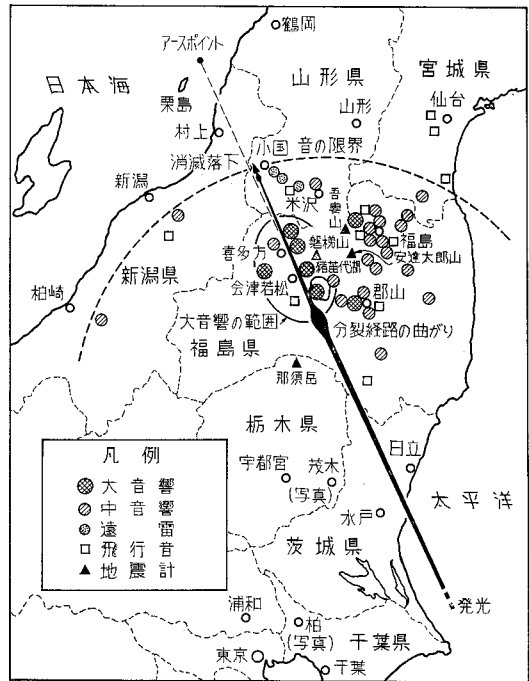 鶴岡
アースポイント
日本海
粟島
山形県
宮城県
仙台
山形
村上
小国
音の限界
消滅落下
新潟
米沢
吾妻山
福島
磐梯山
安達太郎山
喜多方
猪苗代湖
新潟県
会津若松
郡山
柏崎
大音響の範囲
分裂経路の曲がり
福島県
那須岳
栃木県
凡例
大音響
中音響
遠雷
飛行音
地震計
宇都宮
茂木
(写真)
日立
太平洋
水戸
茨城県
発光
浦和
柏
(写真)
千葉県
東京
千葉